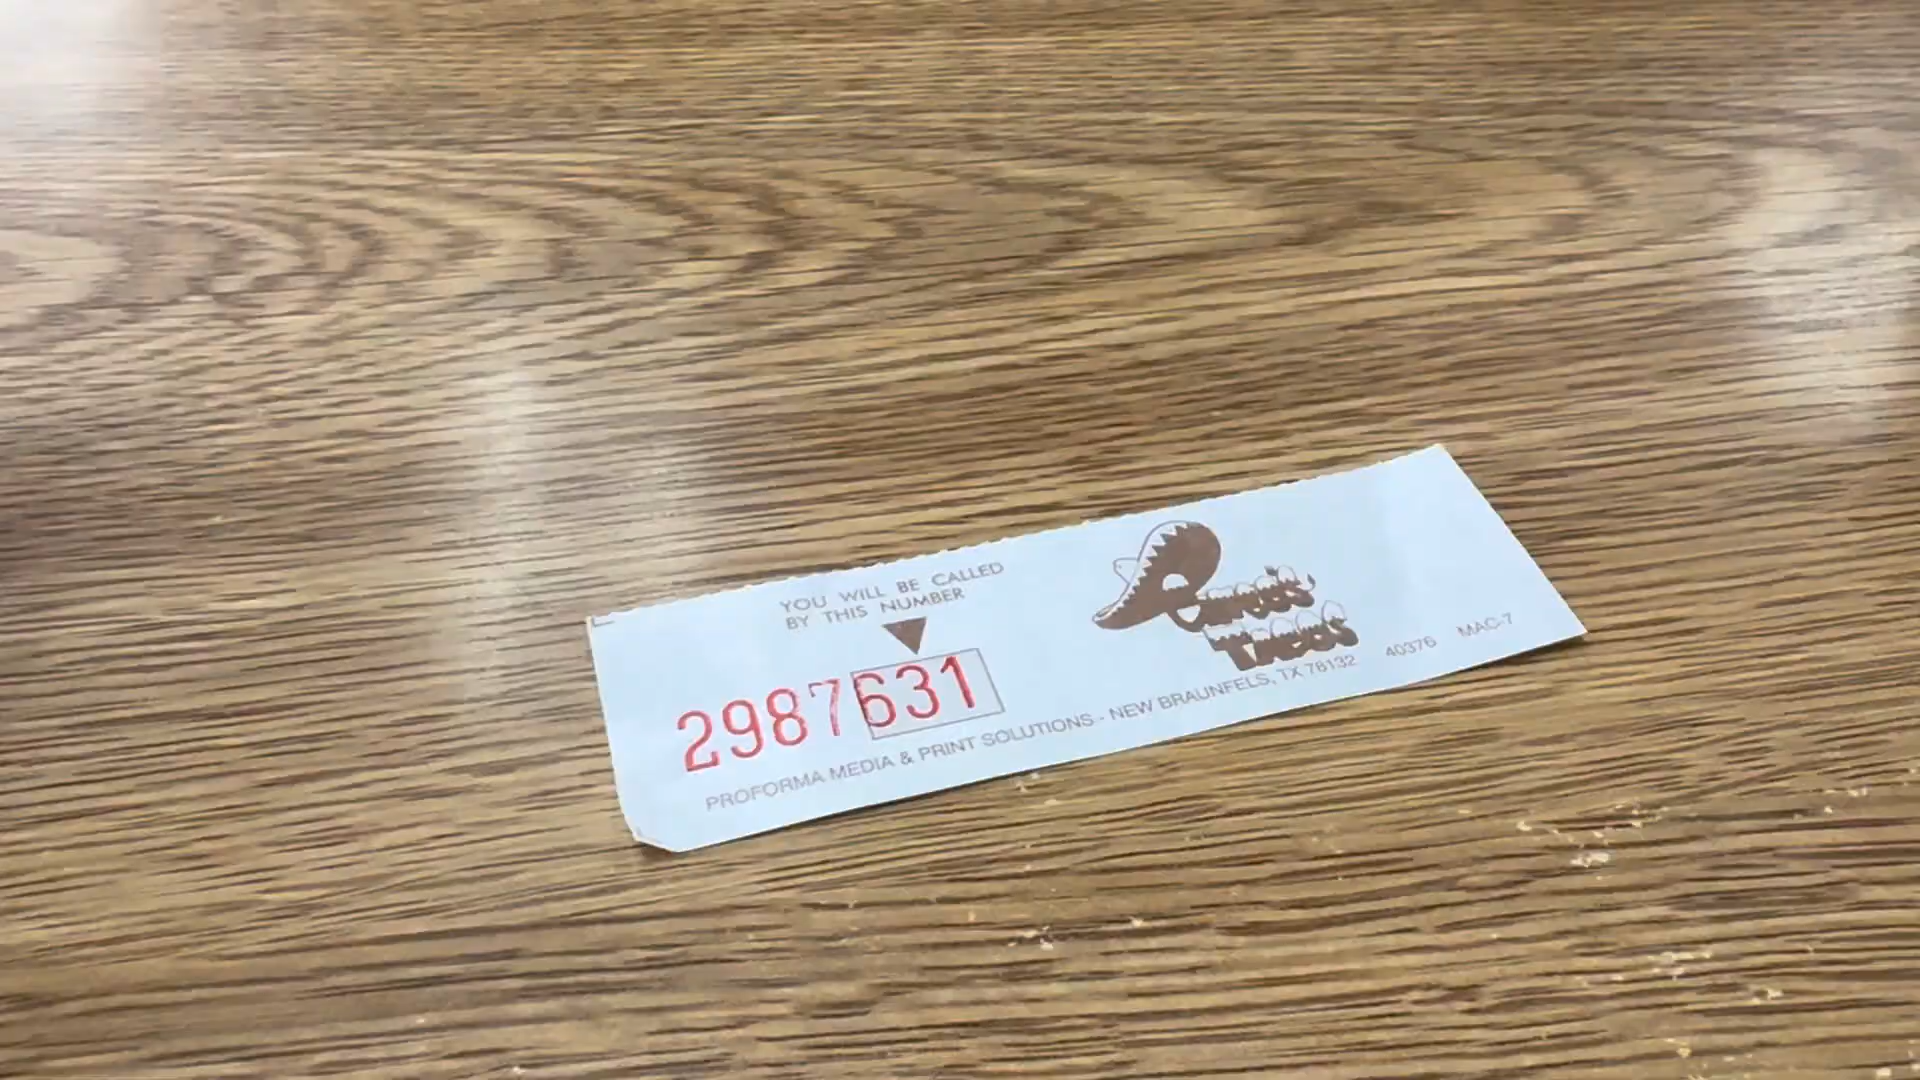 YOU WILL BE CALLED
BY THIS NUMBER
2987631
Tacos
PROFORMA MEDIA & PRINT SOLUTIONS - NEW BRAUNFELS, TX 78132 40376 MAC-7